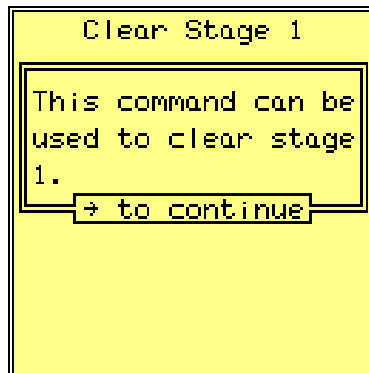 Clear Stage 1
This command can be
used to clear stage
1.
→ to continue